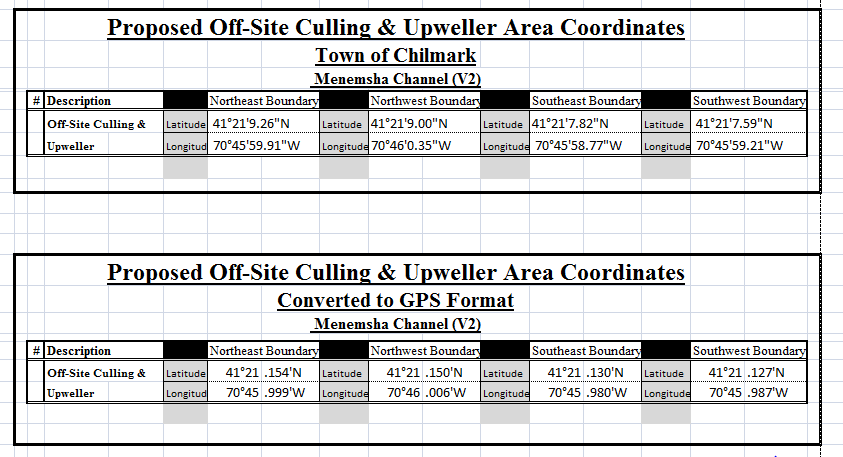 Proposed Off-Site Culling & Upweller Area Coordinates
Town of Chilmark
Menemsha Channel (V2)
# Description Northeast Boundary Northwest Boundary Southeast Boundary Southwest Boundary
Off-Site Culling & Latitude 41°21'9.26"N Latitude 41°21'9.00"N Latitude 41°21'7.82"N Latitude 41°21'7.59"N
Upweller Longitud 70°45'59.91"W Longitude 70°46'0.35"W Longitude 70°45'58.77"W Longitude 70°45'59.21"W
Proposed Off-Site Culling & Upweller Area Coordinates
Converted to GPS Format
Menemsha Channel (V2)
# Description Northeast Boundary Northwest Boundary Southeast Boundary Southwest Boundary
Off-Site Culling & Latitude 41°21 .154'N Latitude 41°21 .150'N Latitude 41°21 .130'N Latitude 41°21 .127'N
Upweller Longitud 70°45 .999'W Longitude 70°46 .006'W Longitude 70°45 .980'W Longitude 70°45 .987'W